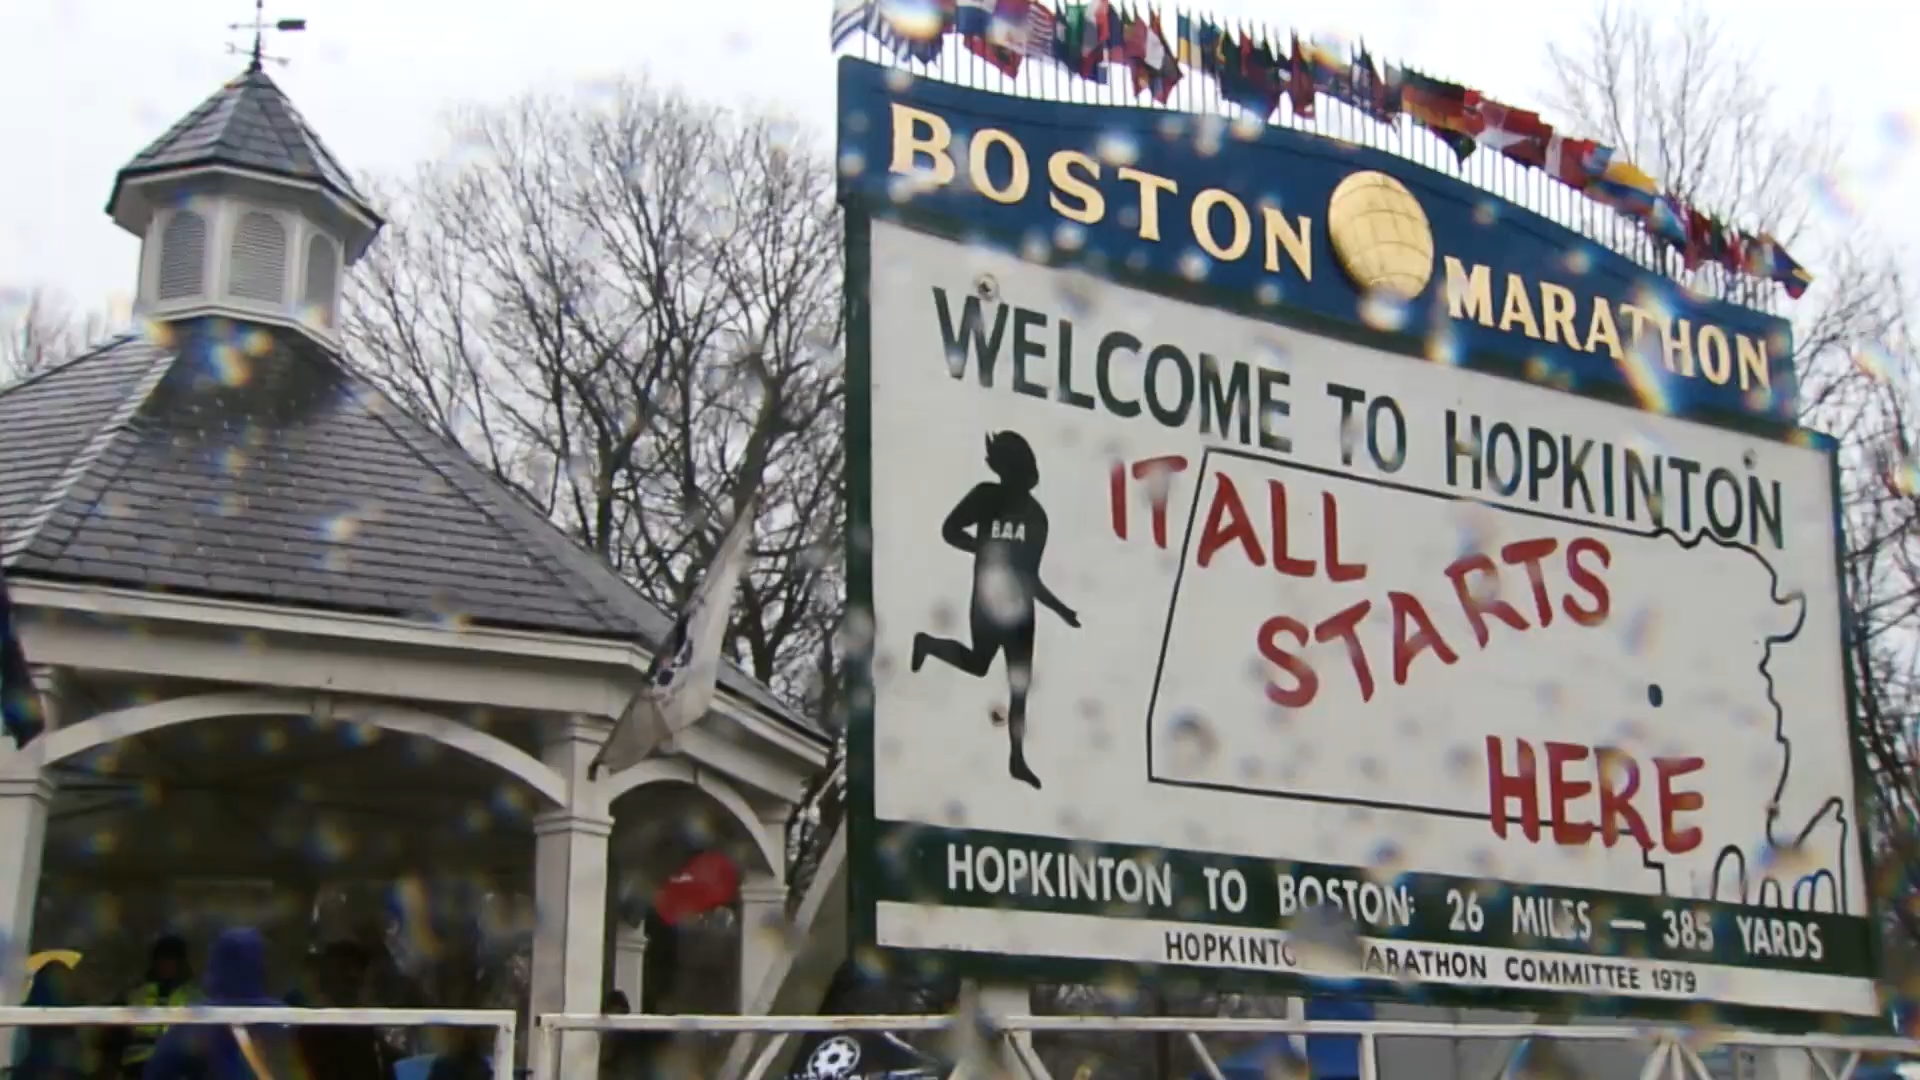 BOSTON MARATHON
WELCOME TO HOPKINTON
BAA
IT ALL
STARTS
HERE
HOPKINTON TO BOSTON: 26 MILES — 385 YARDS
HOPKINTON MARATHON COMMITTEE 1979